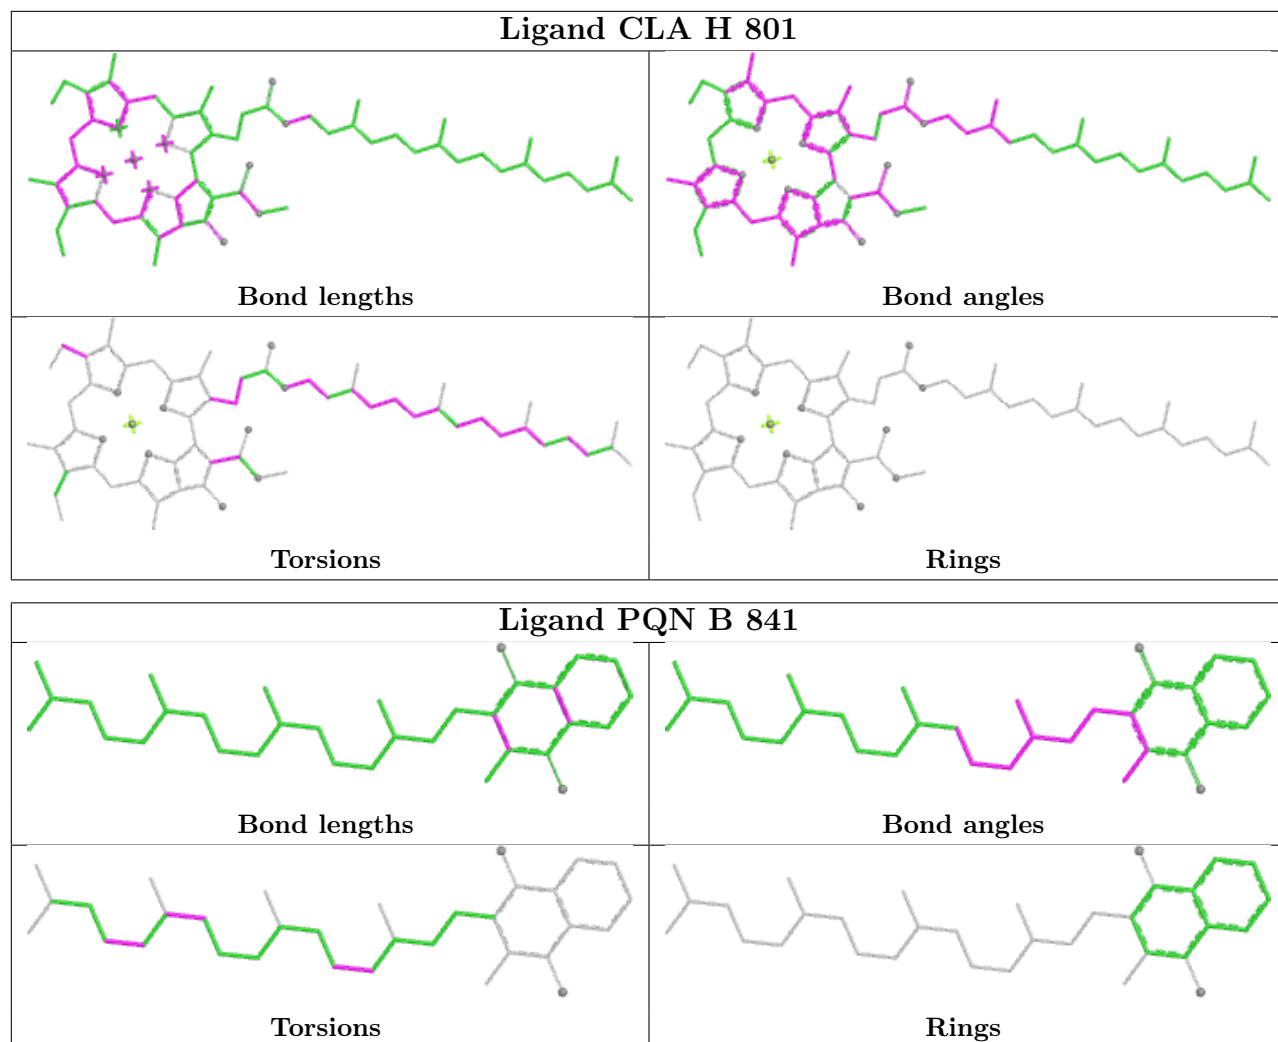 Ligand CLA H 801
Bond lengths
Bond angles
Torsions
Rings
Ligand PQN B 841
Bond lengths
Bond angles
Torsions
Rings